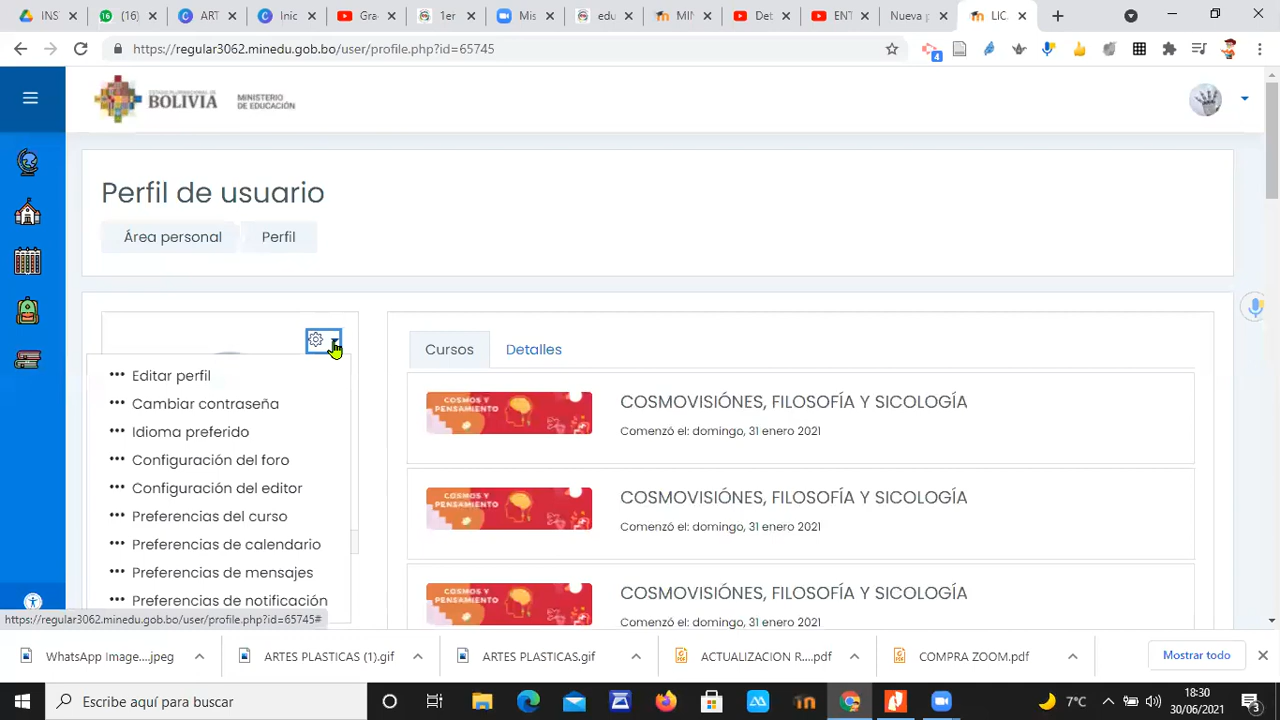 INS
(16)
ART
Inic
Gra
1er
Mi
edu
MIN
Det
ENT
Nueva p
LIC
https://regular3062.minedu.gob.bo/user/profile.php?id=65745
4
ESTADO PLURINACIONAL DE
BOLIVIA
MINISTERIO
DE EDUCACIÓN
Perfil de usuario
Área personal
Perfil
Cursos
Detalles
Editar perfil
Cambiar contraseña
Idioma preferido
Configuración del foro
Configuración del editor
Preferencias del curso
Preferencias de calendario
Preferencias de mensajes
Preferencias de notificación
COSMOS Y
PENSAMIENTO
COSMOVISIÓNES, FILOSOFÍA Y SICOLOGÍA
Comenzó el: domingo, 31 enero 2021
COSMOS Y
PENSAMIENTO
COSMOVISIÓNES, FILOSOFÍA Y SICOLOGÍA
Comenzó el: domingo, 31 enero 2021
COSMOS Y
PENSAMIENTO
COSMOVISIÓNES, FILOSOFÍA Y SICOLOGÍA
Comenzó el: domingo, 31 enero 2021
https://regular3062.minedu.gob.bo/user/profile.php?id=65745#
WhatsApp Image....jpeg
ARTES PLASTICAS (1).gif
ARTES PLASTICAS.gif
ACTUALIZACION R....pdf
COMPRA ZOOM.pdf
Mostrar todo
Escribe aquí para buscar
7°C
18:30
30/06/2021
3